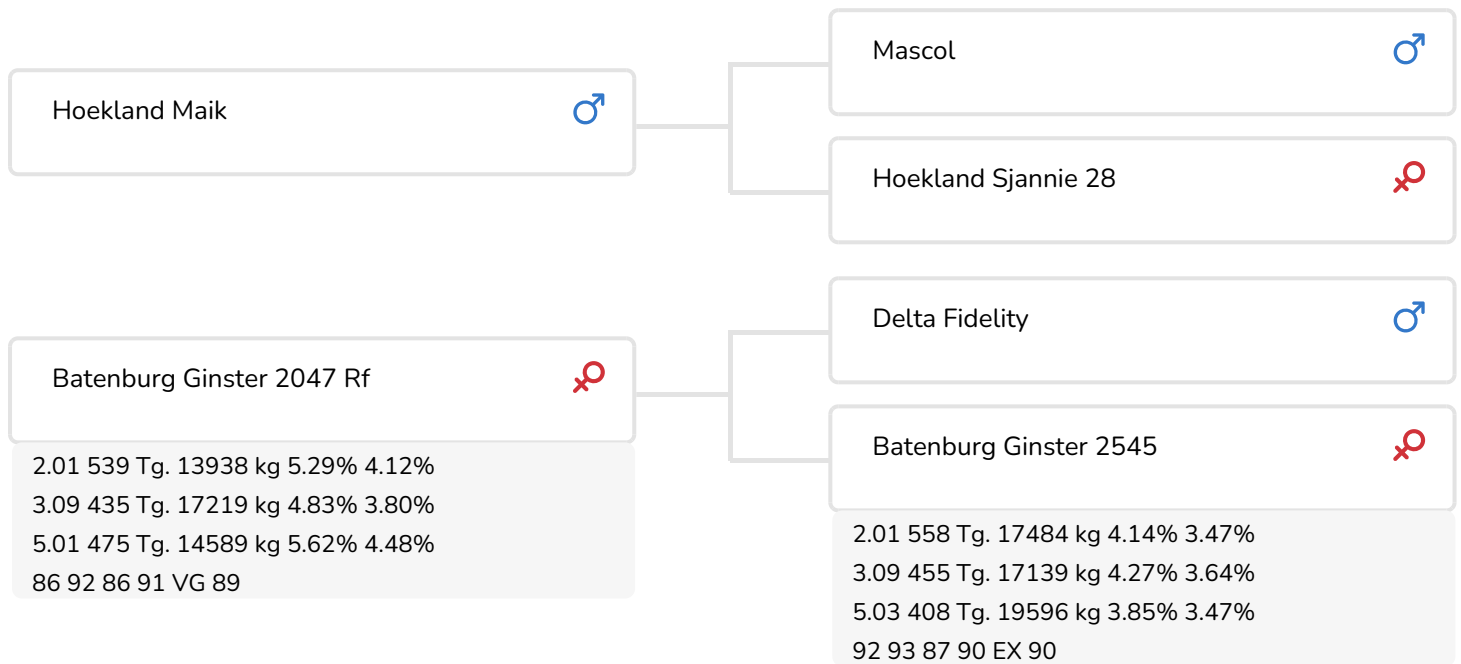 Hoekland Maik
Mascol
Hoekland Sjannie 28
Batenburg Ginster 2047 Rf
2.01 539 Tg. 13938 kg 5.29% 4.12%
3.09 435 Tg. 17219 kg 4.83% 3.80%
5.01 475 Tg. 14589 kg 5.62% 4.48%
86 92 86 91 VG 89
Delta Fidelity
Batenburg Ginster 2545
2.01 558 Tg. 17484 kg 4.14% 3.47%
3.09 455 Tg. 17139 kg 4.27% 3.64%
5.03 408 Tg. 19596 kg 3.85% 3.47%
92 93 87 90 EX 90